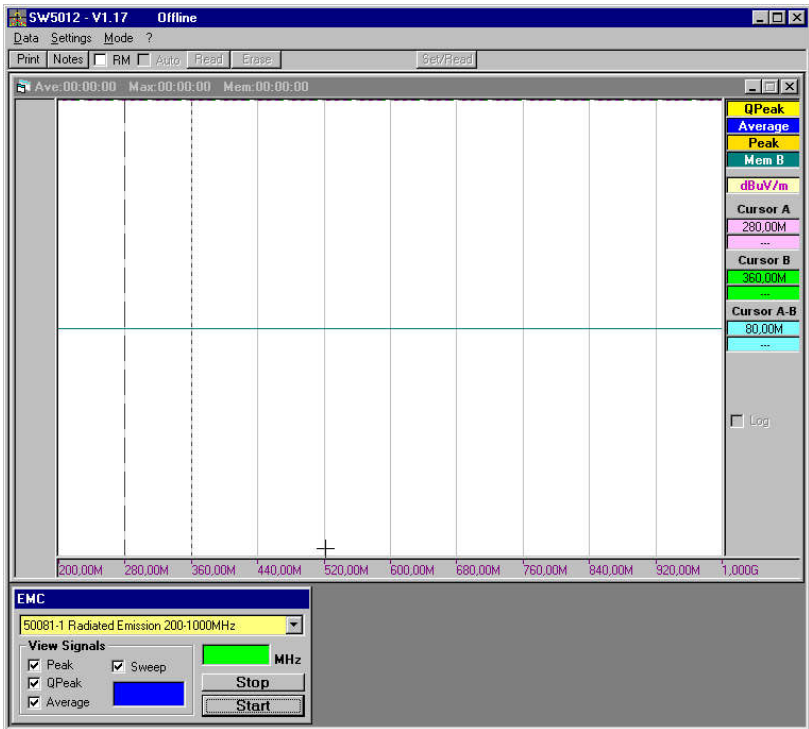 SW5012 - V1.17 Offline
Data Settings Mode ?
Print Notes RM Auto Read Erase Set/Read
Ave:00:00:00 Max:00:00:00 Mem:00:00:00
QPeak
Average
Peak
Mem B
dBuV/m
Cursor A
280,00M
---
Cursor B
360,00M
---
Cursor A-B
80,00M
---
Log
200,00M 280,00M 360,00M 440,00M 520,00M 600,00M 680,00M 760,00M 840,00M 920,00M 1,000G
EMC
50081-1 Radiated Emission 200-1000MHz
View Signals
Peak Sweep
QPeak
Average
MHz
Stop
Start